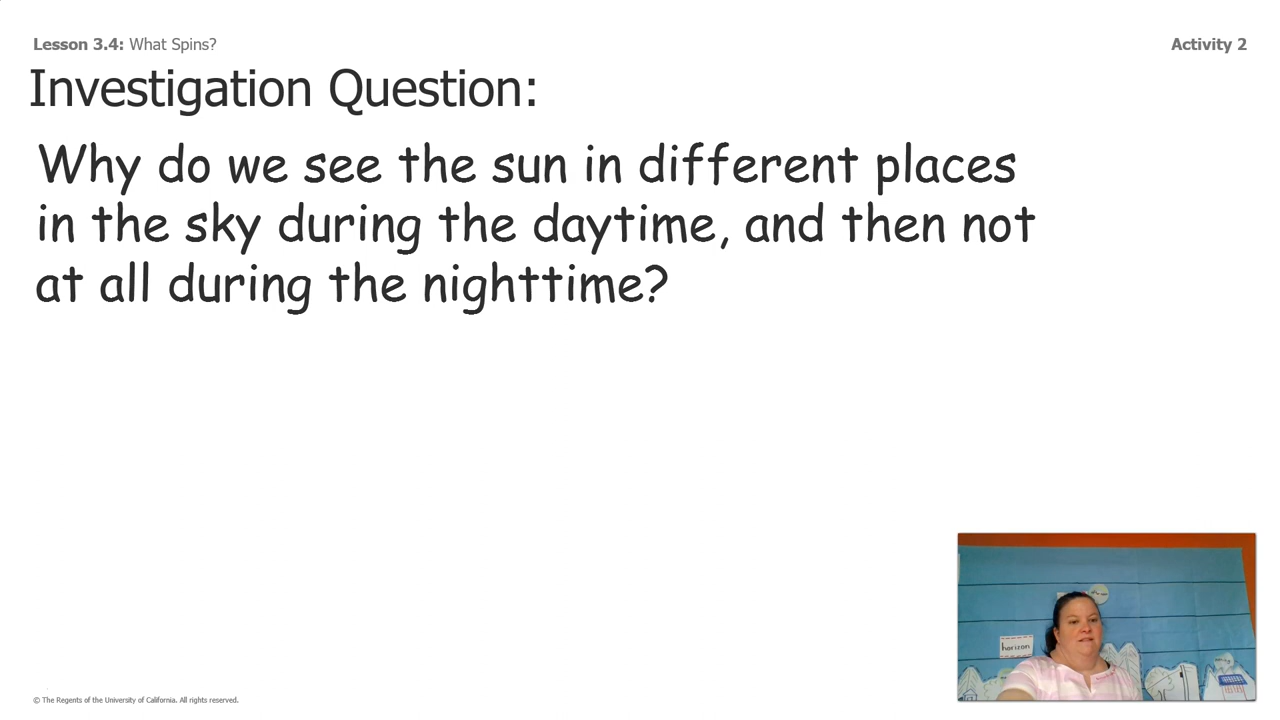 Lesson 3.4: What Spins?
Activity 2
Investigation Question:
Why do we see the sun in different places
in the sky during the daytime, and then not
at all during the nighttime?
horizon
© The Regents of the University of California. All rights reserved.